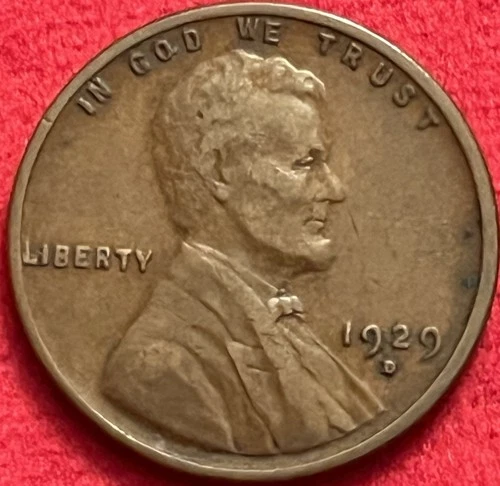 IN GOD WE TRUST
LIBERTY
1929
D